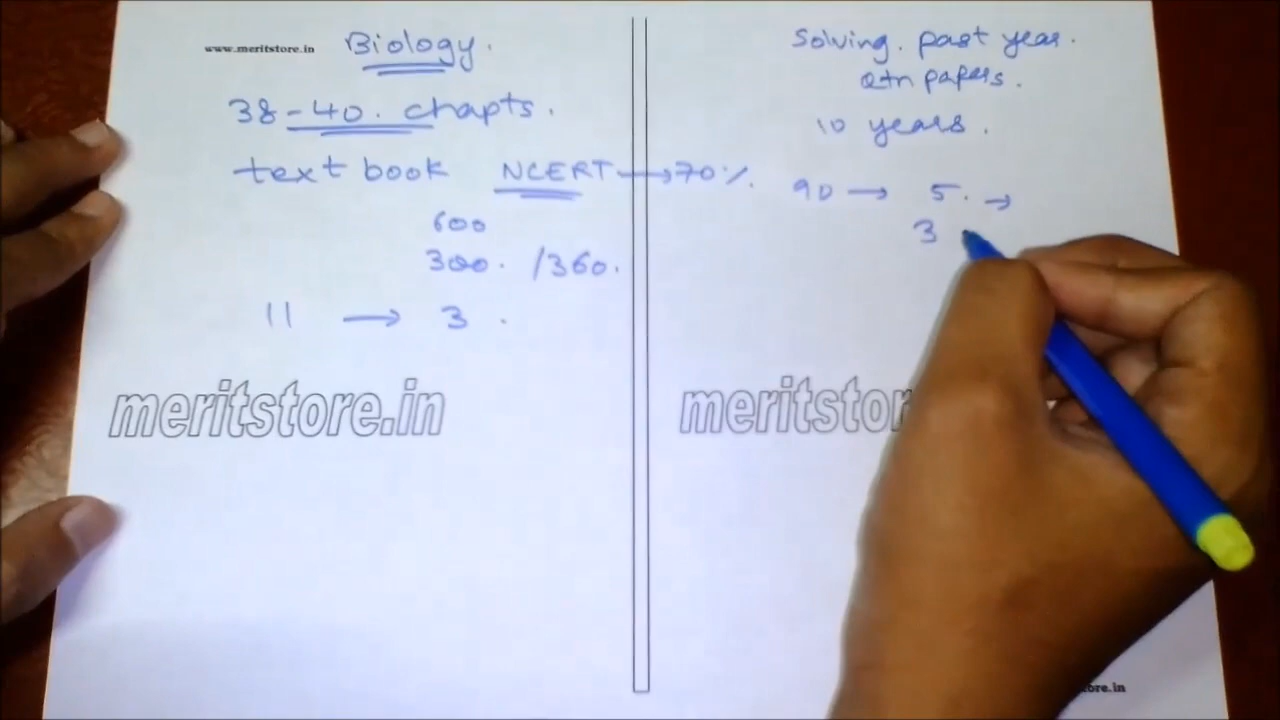 www.meritstore.in Biology.
38-40. chapts.
text book NCERT → 70%.
600
300. /360.
11 → 3.
meritstore.in
Solving. past year.
Qtn papers.
10 years.
90 → 5. →
3
meritstor
ore.in